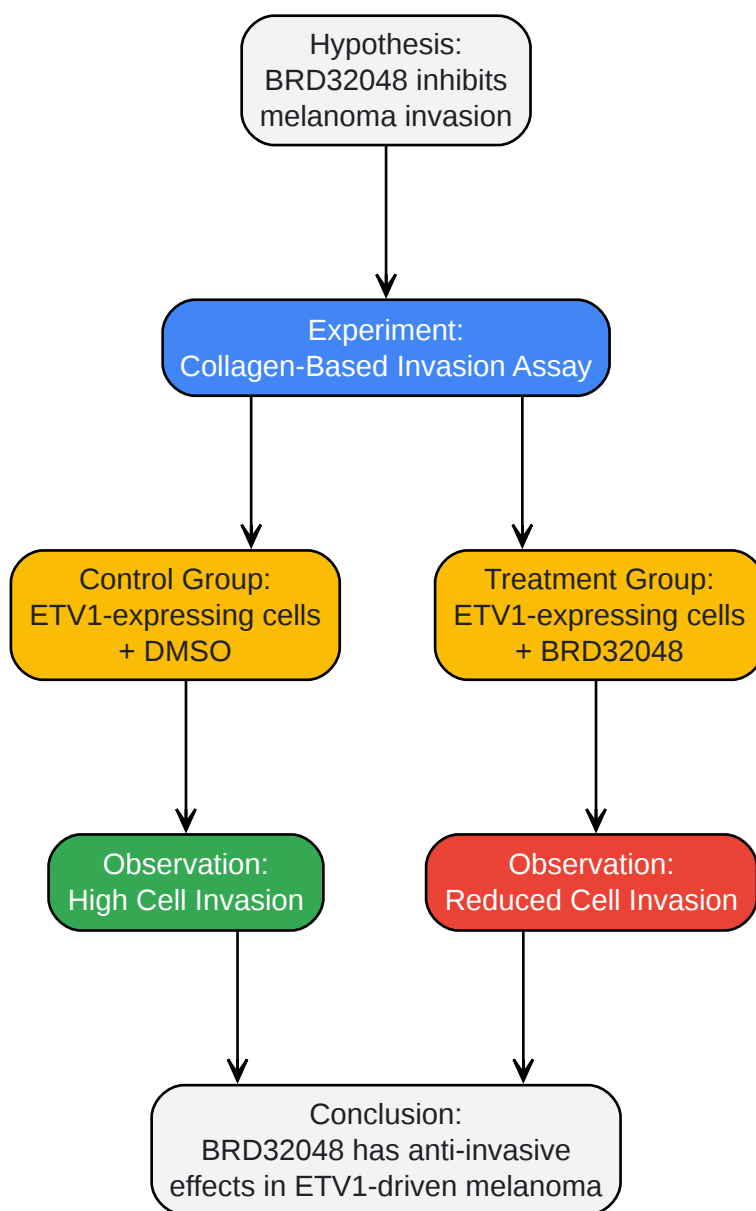 Hypothesis:
BRD32048 inhibits
melanoma invasion
Experiment:
Collagen-Based Invasion Assay
Control Group:
ETV1-expressing cells
+ DMSO
Treatment Group:
ETV1-expressing cells
+ BRD32048
Observation:
High Cell Invasion
Observation:
Reduced Cell Invasion
Conclusion:
BRD32048 has anti-invasive
effects in ETV1-driven melanoma